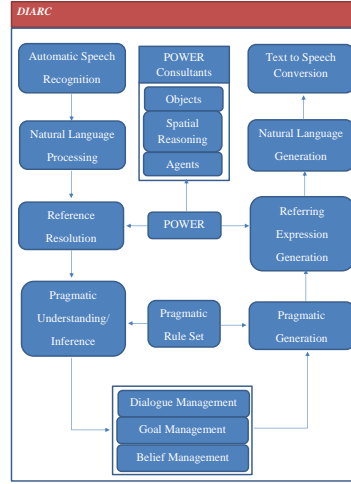 DIARC
Automatic Speech
Recognition
Natural Language
Processing
Reference
Resolution
Pragmatic
Understanding/
Inference
POWER
Consultants
Objects
Spatial
Reasoning
Agents
POWER
Pragmatic
Rule Set
Dialogue Management
Goal Management
Belief Management
Text to Speech
Conversion
Natural Language
Generation
Referring
Expression
Generation
Pragmatic
Generation